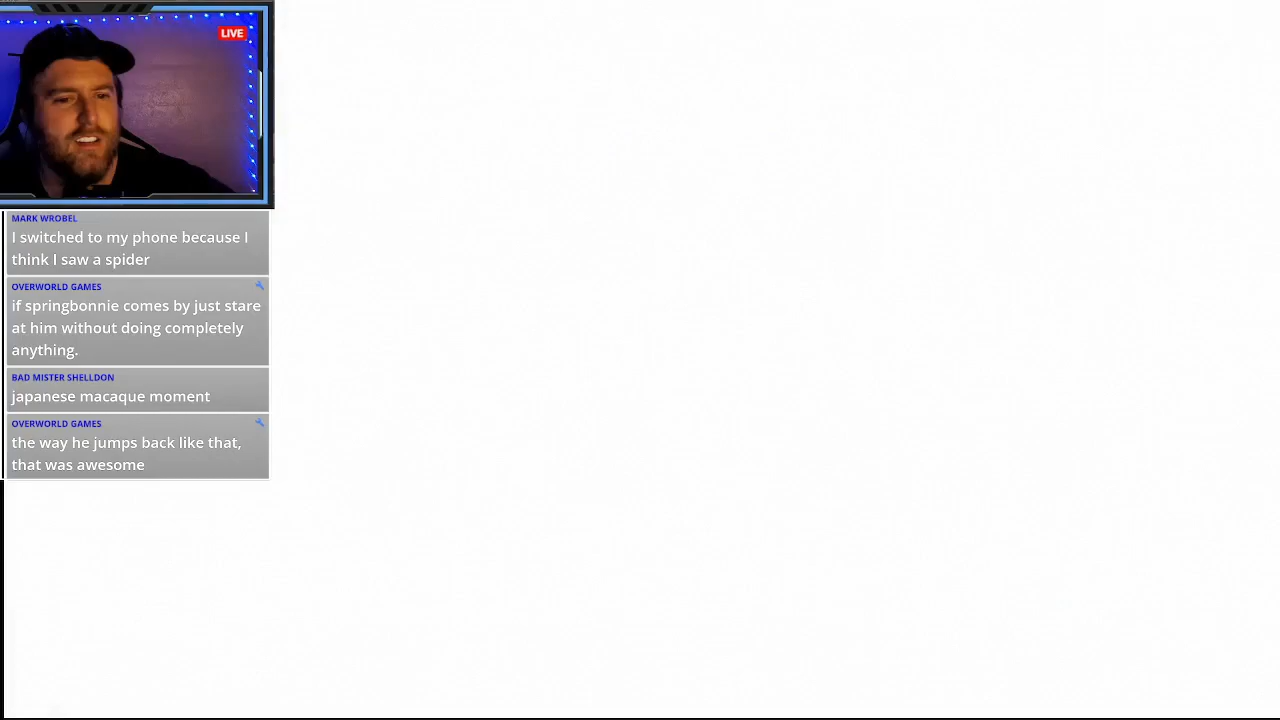 LIVE
MARK WROBEL
I switched to my phone because I
think I saw a spider
OVERWORLD GAMES
if springbonnie comes by just stare
at him without doing completely
anything.
BAD MISTER SHELLDON
japanese macaque moment
OVERWORLD GAMES
the way he jumps back like that,
that was awesome